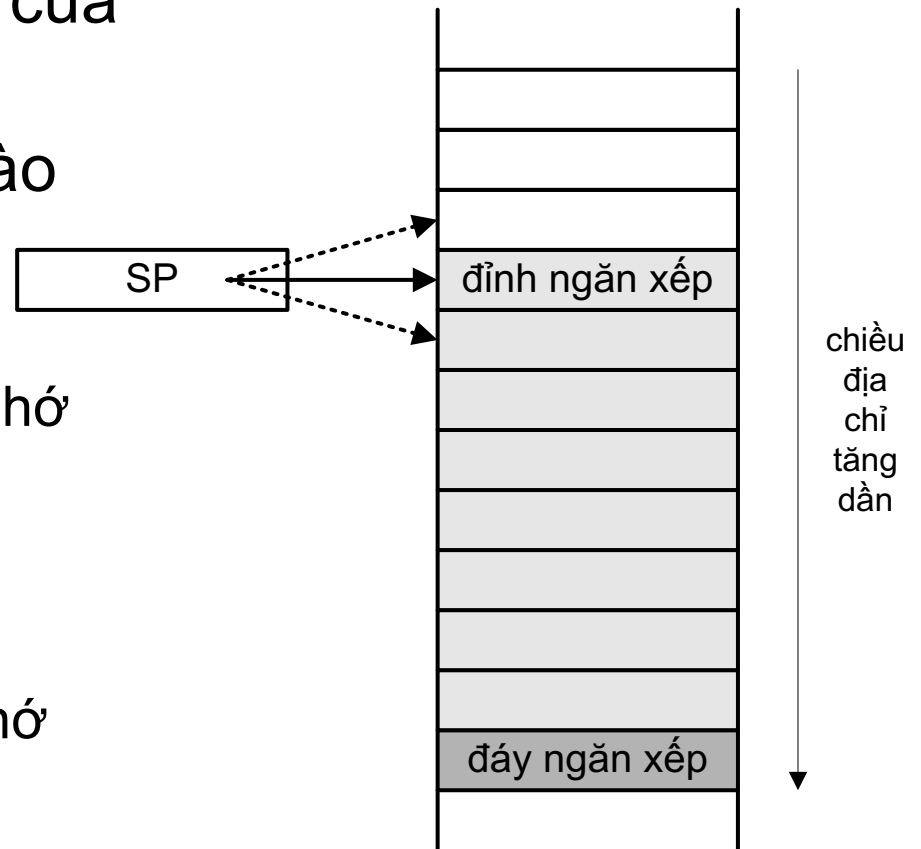 của
ào
SP
đỉnh ngăn xếp
hớ
hớ
đáy ngăn xếp
chiều
địa
chỉ
tăng
dần